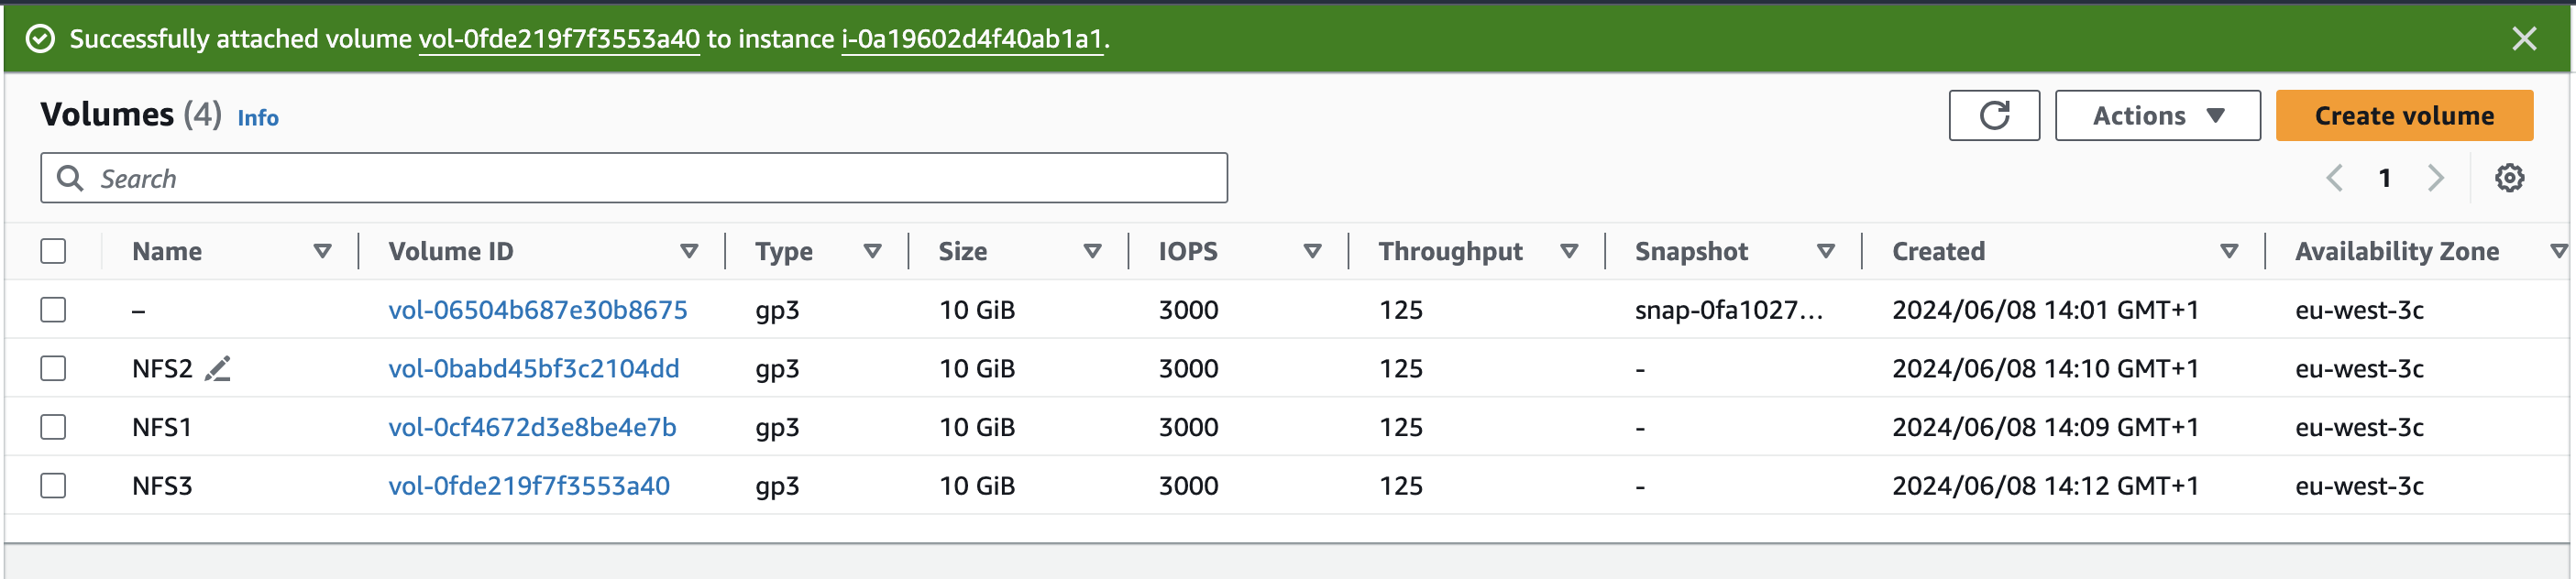 Successfully attached volume vol-0fde219f7f3553a40 to instance i-0a19602d4f40ab1a1.
Volumes (4) Info
Actions
Create volume
Search
1
Name Volume ID Type Size IOPS Throughput Snapshot Created Availability Zone
– vol-06504b687e30b8675 gp3 10 GiB 3000 125 snap-0fa1027... 2024/06/08 14:01 GMT+1 eu-west-3c
NFS2 vol-0babd45bf3c2104dd gp3 10 GiB 3000 125 - 2024/06/08 14:10 GMT+1 eu-west-3c
NFS1 vol-0cf4672d3e8be4e7b gp3 10 GiB 3000 125 - 2024/06/08 14:09 GMT+1 eu-west-3c
NFS3 vol-0fde219f7f3553a40 gp3 10 GiB 3000 125 - 2024/06/08 14:12 GMT+1 eu-west-3c